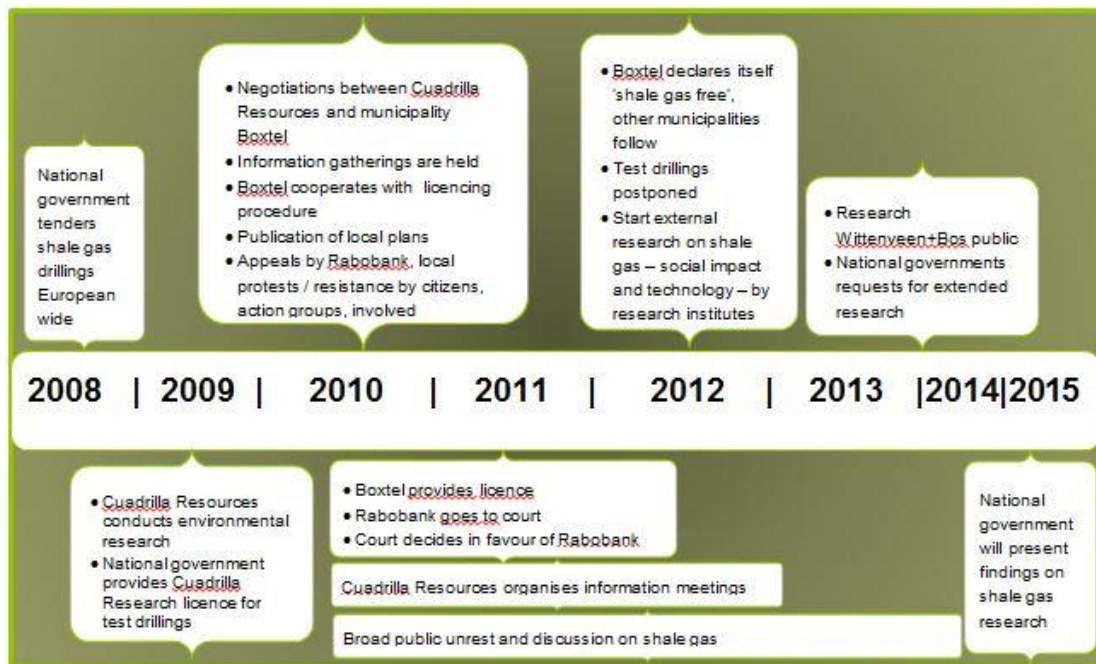 National
government
tenders
shale gas
drillings
European
wide
• Negotiations between Cuadrilla
Resources and municipality
Boxtel
• Information gatherings are held
• Boxtel cooperates with licencing
procedure
• Publication of local plans
• Appeals by Rabobank, local
protests / resistance by citizens,
action groups, involved
• Boxtel declares itself
'shale gas free',
other municipalities
follow
• Test drillings
postponed
• Start external
research on shale
gas – social impact
and technology – by
research institutes
• Research
Wittenveen+Bos public
• National governments
requests for extended
research
2008 | 2009 | 2010 | 2011 | 2012 | 2013 |2014|2015
• Cuadrilla Resources
conducts environmental
research
• National government
provides Cuadrilla
Research licence for
test drillings
• Boxtel provides licence
• Rabobank goes to court
• Court decides in favour of Rabobank
Cuadrilla Resources organises information meetings
Broad public unrest and discussion on shale gas
National
government
will present
findings on
shale gas
research